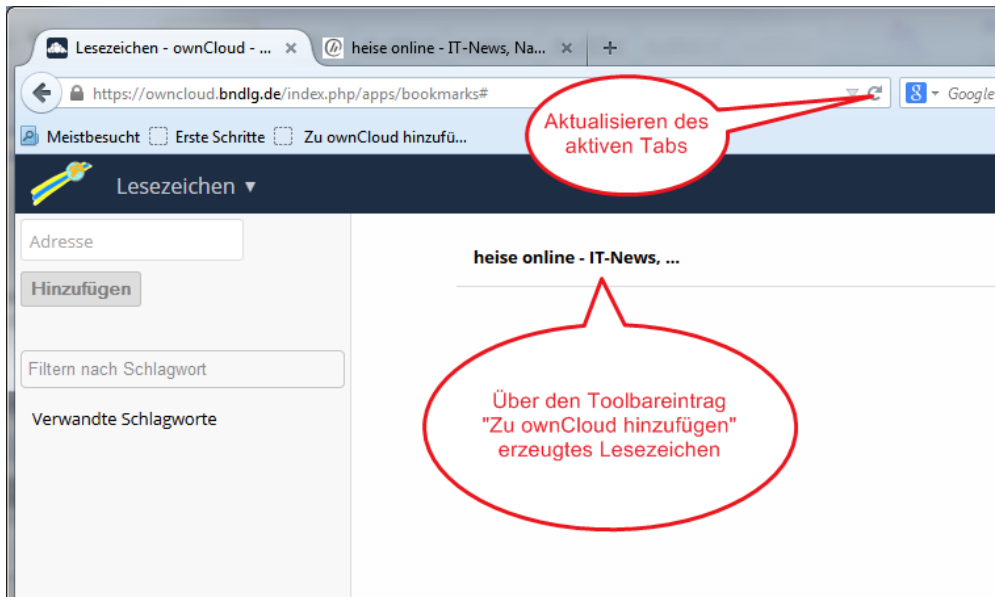 Lesezeichen - ownCloud - ...
heise online - IT-News, Na...
https://owncloud.bndlg.de/index.php/apps/bookmarks#
Google
Meistbesucht
Erste Schritte
Zu ownCloud hinzufü...
Aktualisieren des
aktiven Tabs
Lesezeichen
Adresse
Hinzufügen
Filtern nach Schlagwort
Verwandte Schlagworte
heise online - IT-News, ...
Über den Toolbareintrag
"Zu ownCloud hinzufügen"
erzeugtes Lesezeichen